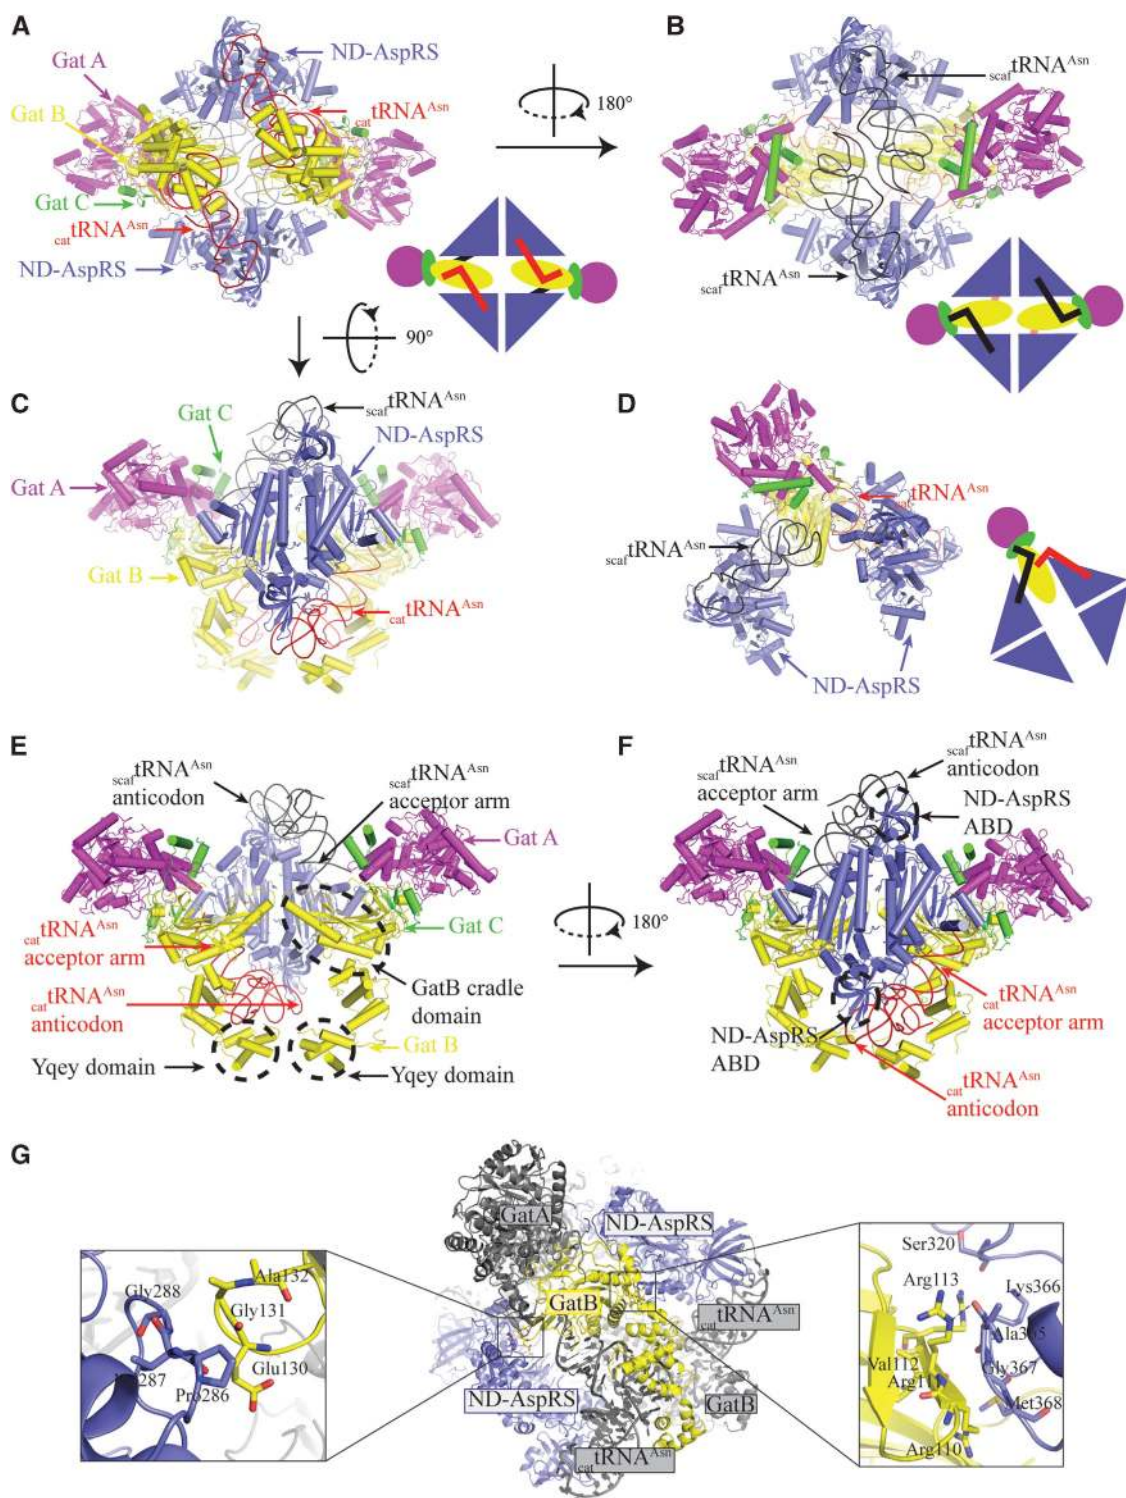 A
ND-AspRS
Gat A
Gat B
cattRNAAsn
Gat C
cattRNAAsn
ND-AspRS
180°
B
scaftRNAAsn
scaftRNAAsn
90°
C
scaftRNAAsn
Gat C
ND-AspRS
Gat A
Gat B
cattRNAAsn
D
cattRNAAsn
scaftRNAAsn
ND-AspRS
E
scaftRNAAsn
anticodon
scaftRNAAsn
acceptor arm
Gat A
cattRNAAsn
acceptor arm
Gat C
cattRNAAsn
anticodon
GatB cradle
domain
Gat B
Yqey domain
Yqey domain
180°
F
scaftRNAAsn
anticodon
scaftRNAAsn
acceptor arm
ND-AspRS
ABD
cattRNAAsn
acceptor arm
ND-AspRS
ABD
cattRNAAsn
anticodon
G
Gly288
Ala132
Gly131
Glu130
Pro286
GatA
ND-AspRS
GatB
cattRNAAsn
ND-AspRS
GatB
cattRNAAsn
Ser320
Arg113
Lys366
Ala365
Val112
Gly367
Arg111
Met368
Arg110